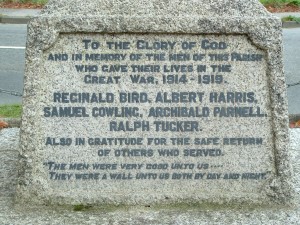 To the Glory of God
and in memory of the men of this Parish
who gave their lives in the
Great War, 1914-1919.
Reginald Bird, Albert Harris,
Samuel Cowling, Archibald Parnell,
Ralph Tucker.
Also in gratitude for the safe return
of others who served.
"The men were very good unto us ....
They were a wall unto us both by day and night."